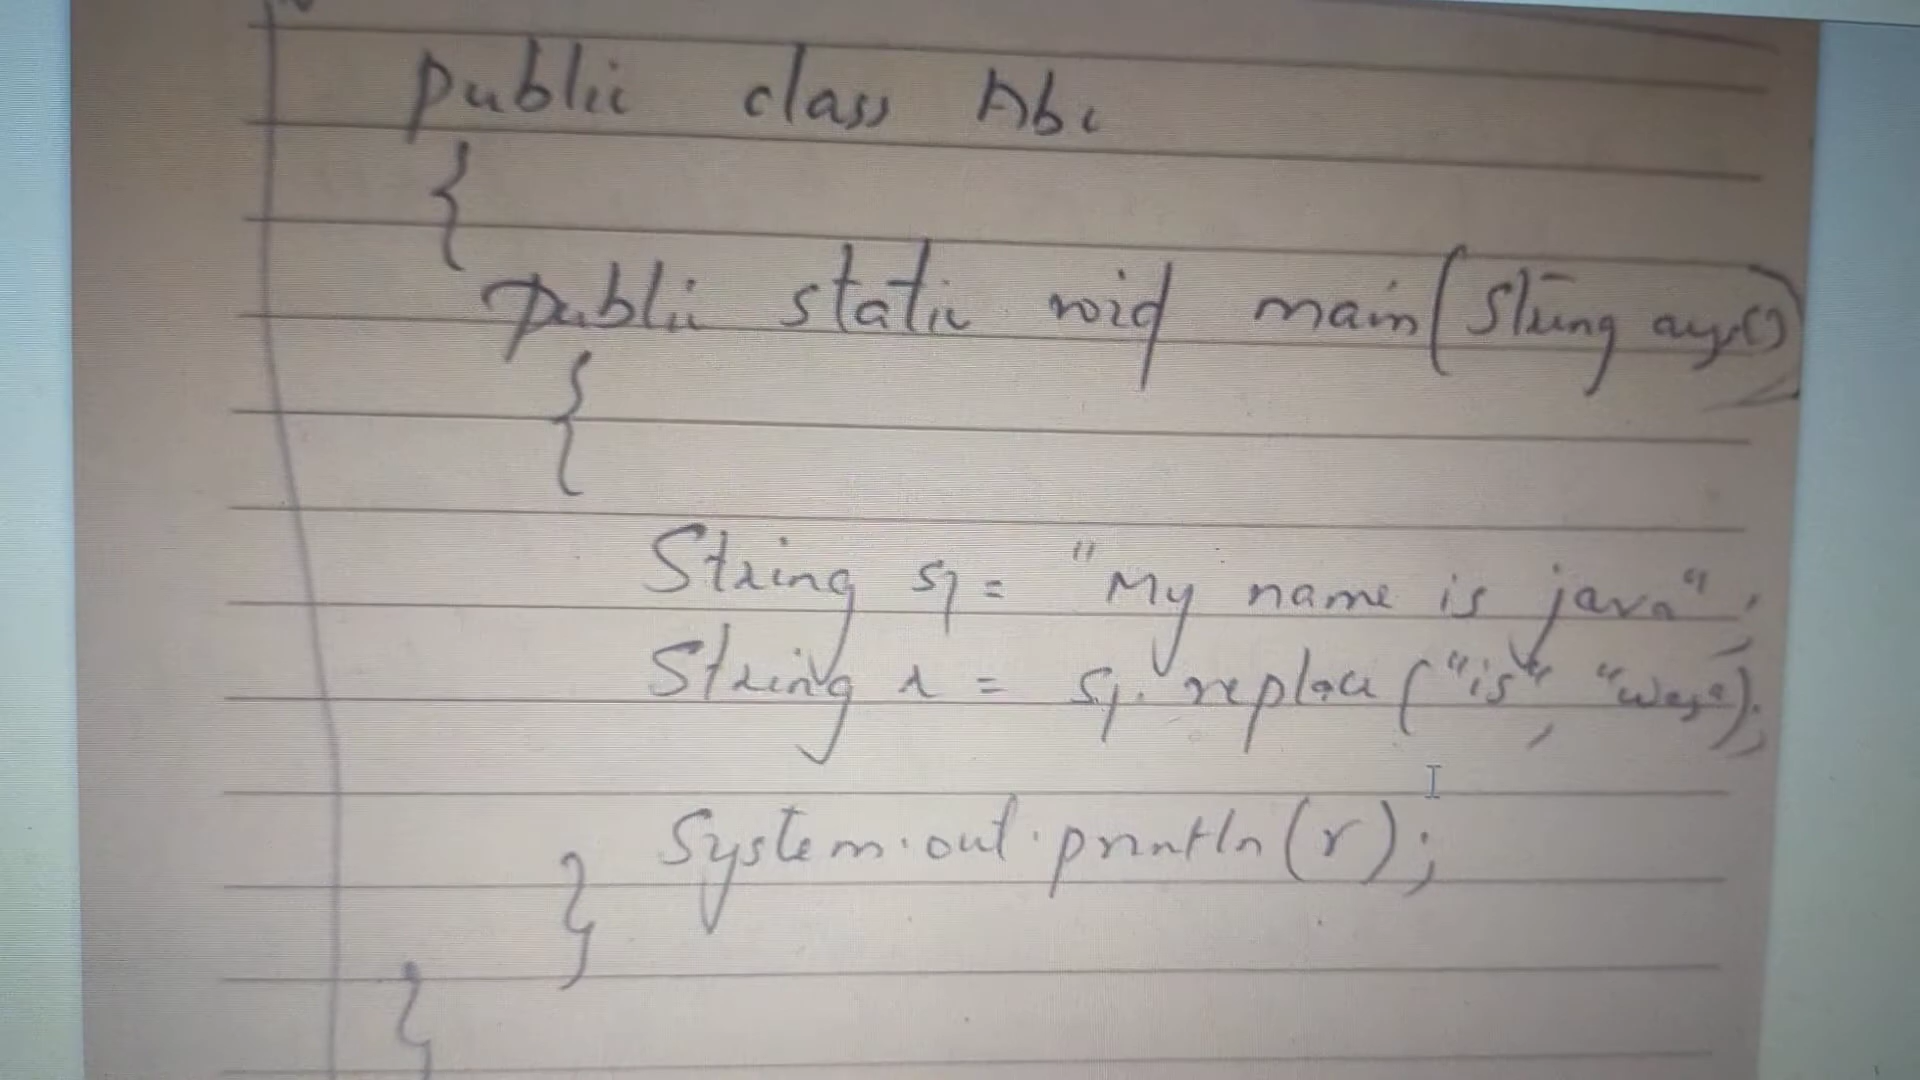 public class Abc
{
public static void main(String args[])
{
String s1 = "My name is java";
String r = s1.replace("is", "was");
System.out.println(r);
}
}